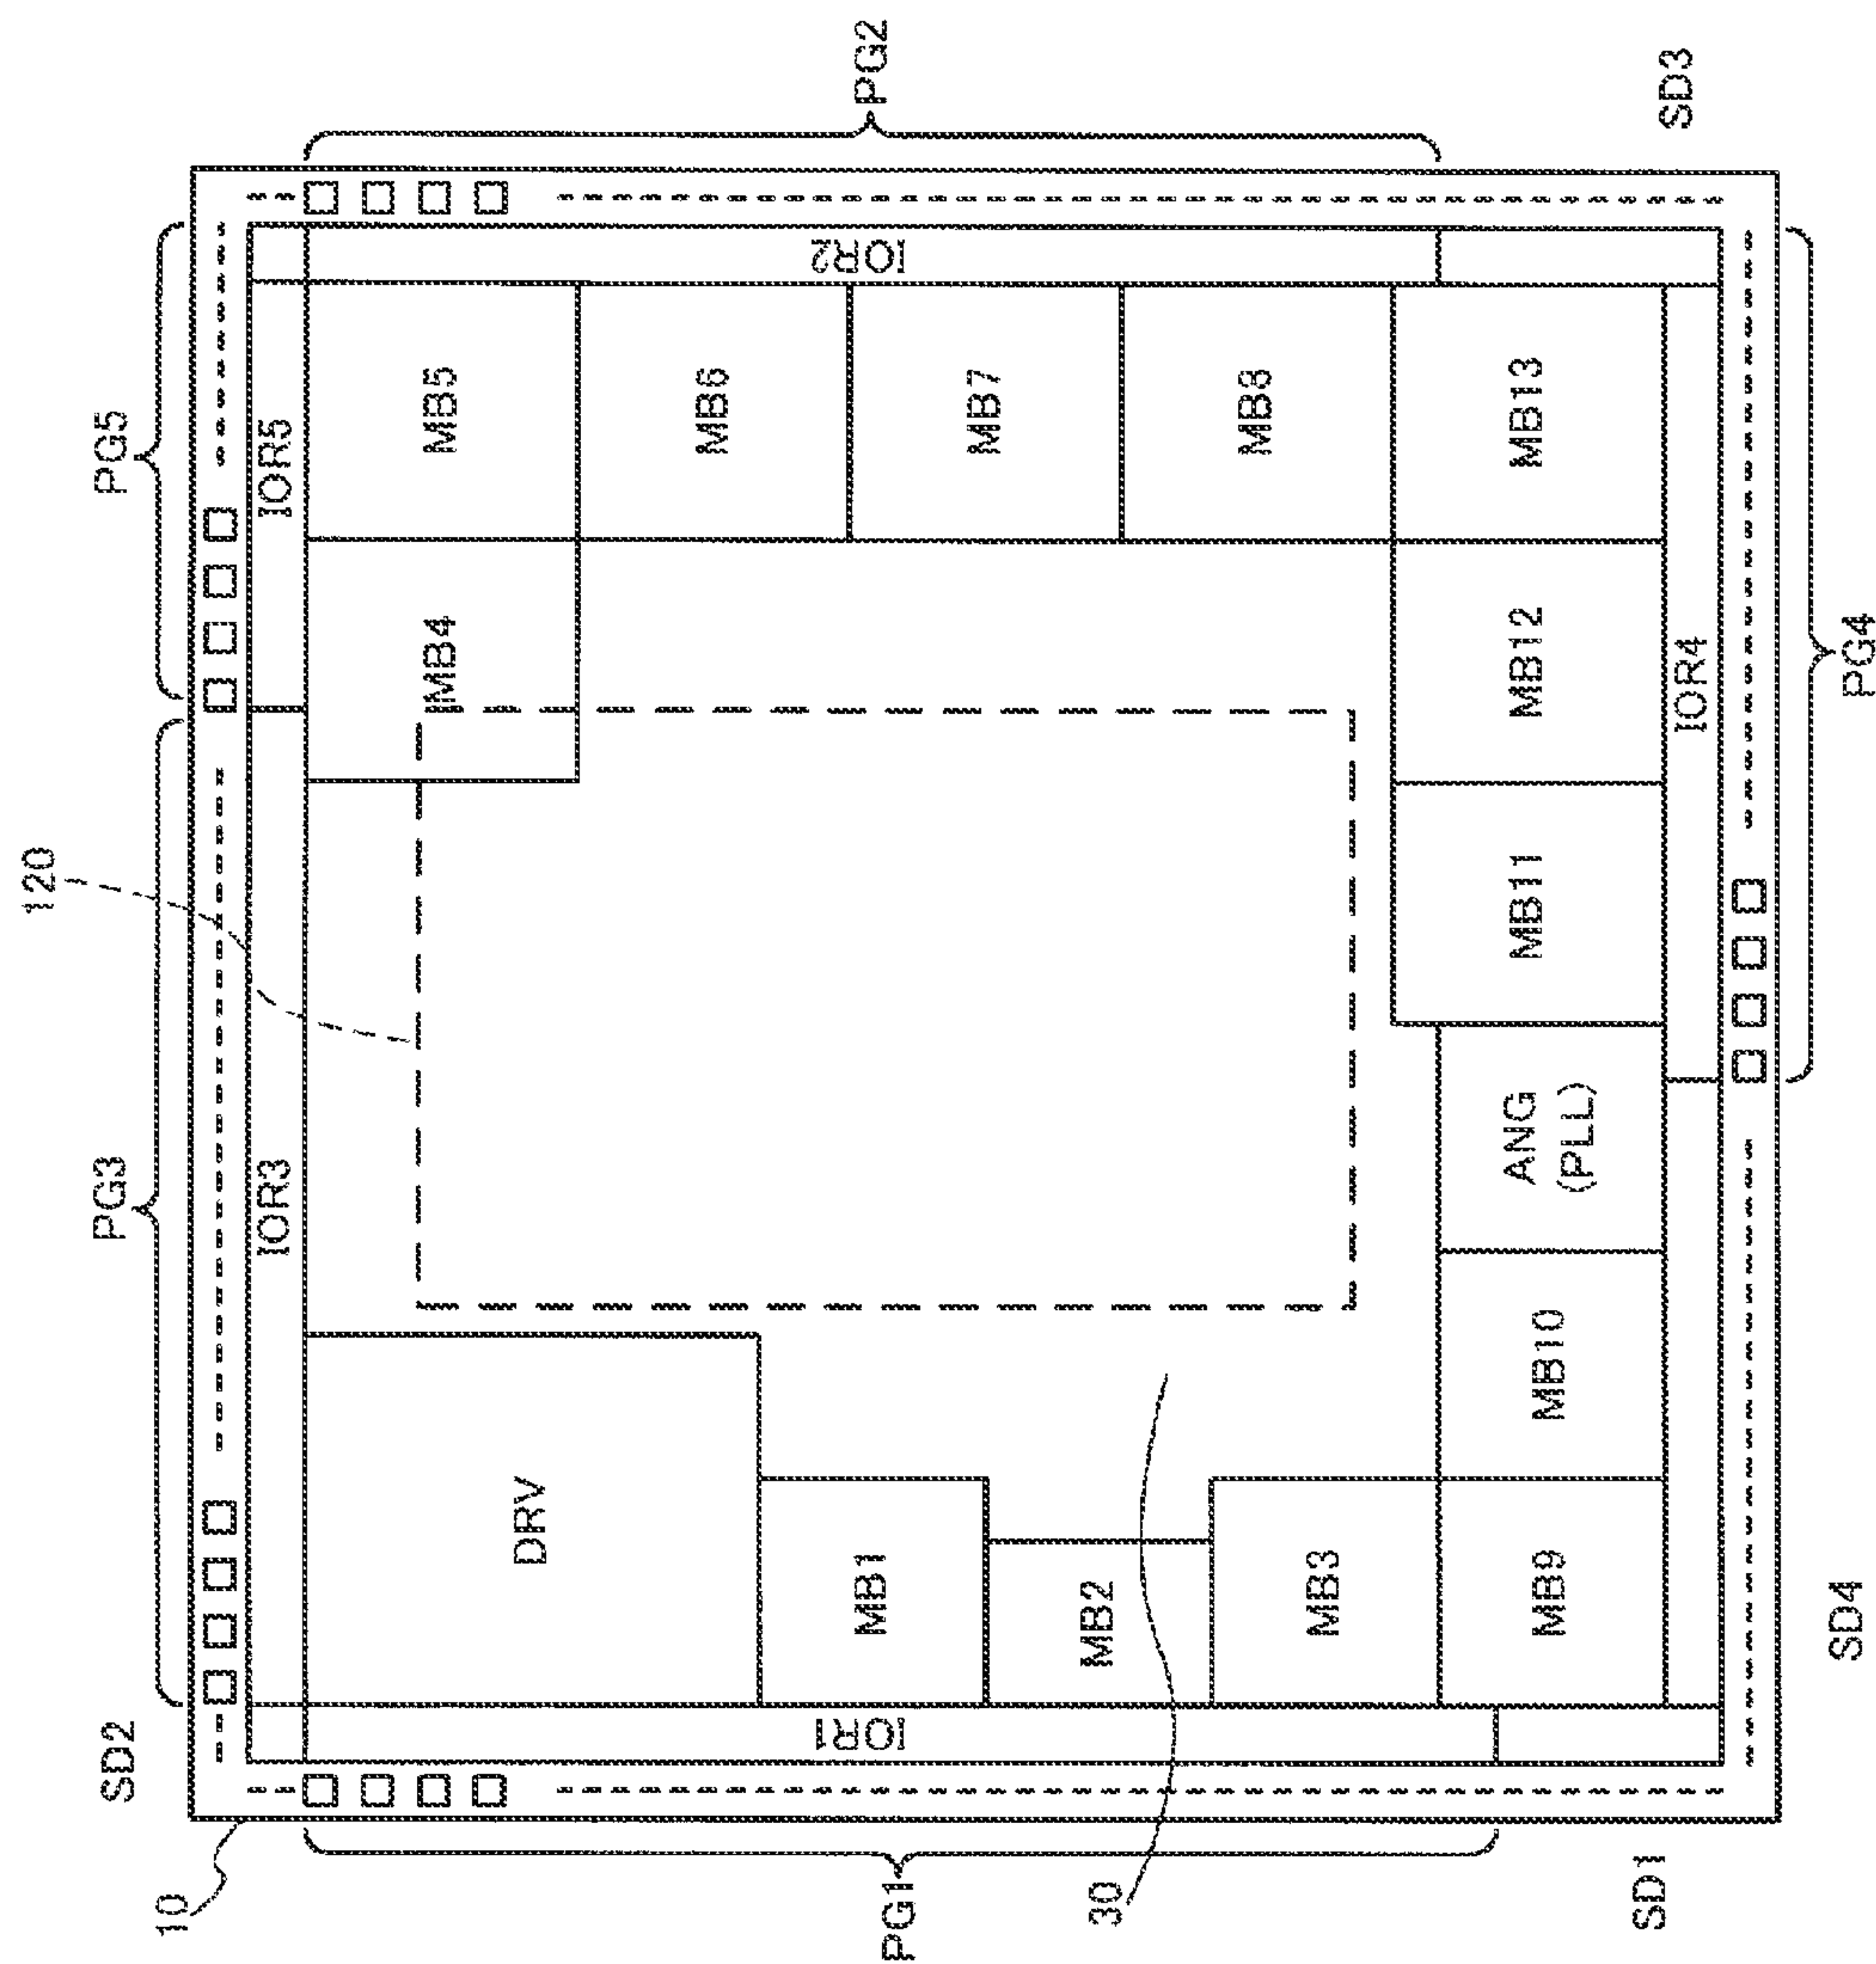 10
SD2
PG3
120
PG5
IOR3
IOR5
PG1
IOR1
DRV
MB1
MB2
MB3
MB9
MB10
ANG
(PLL)
MB11
MB12
MB13
MB4
MB5
MB6
MB7
MB8
IOR2
PG2
30
IOR4
SD1
SD4
PG4
SD3